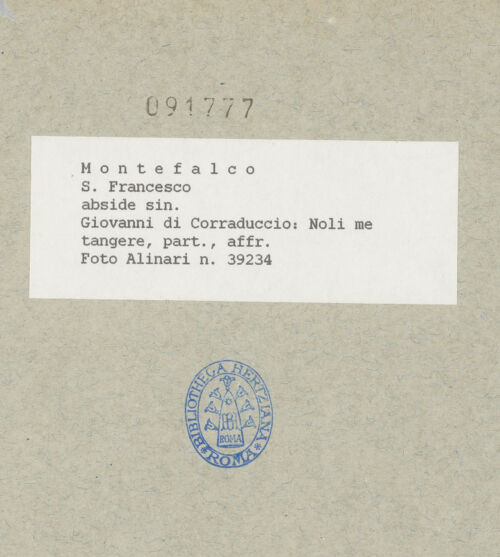 091777
Montefalco
S. Francesco
abside sin.
Giovanni di Corraduccio: Noli me
tangere, part., affr.
Foto Alinari n. 39234
BIBLIOTHECA HERTZIANA
ROMA
ROMA